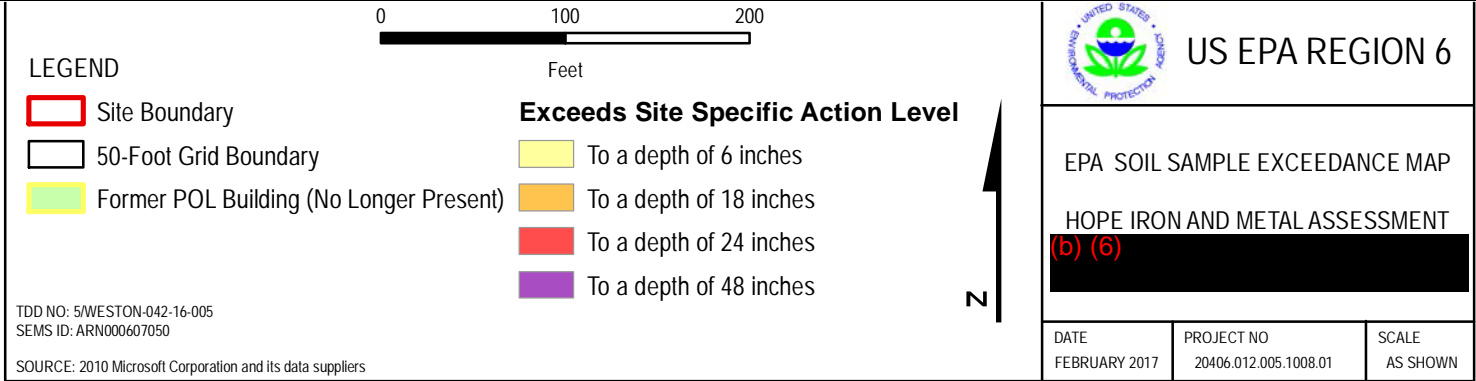 0 100 200
Feet
LEGEND
Site Boundary
50-Foot Grid Boundary
Former POL Building (No Longer Present)
Exceeds Site Specific Action Level
To a depth of 6 inches
To a depth of 18 inches
To a depth of 24 inches
To a depth of 48 inches
N
TDD NO: 5/WESTON-042-16-005
SEMS ID: ARN000607050
SOURCE: 2010 Microsoft Corporation and its data suppliers
UNITED STATES
ENVIRONMENTAL PROTECTION AGENCY
US EPA REGION 6
EPA SOIL SAMPLE EXCEEDANCE MAP
HOPE IRON AND METAL ASSESSMENT
(b) (6)
DATE
FEBRUARY 2017
PROJECT NO
20406.012.005.1008.01
SCALE
AS SHOWN